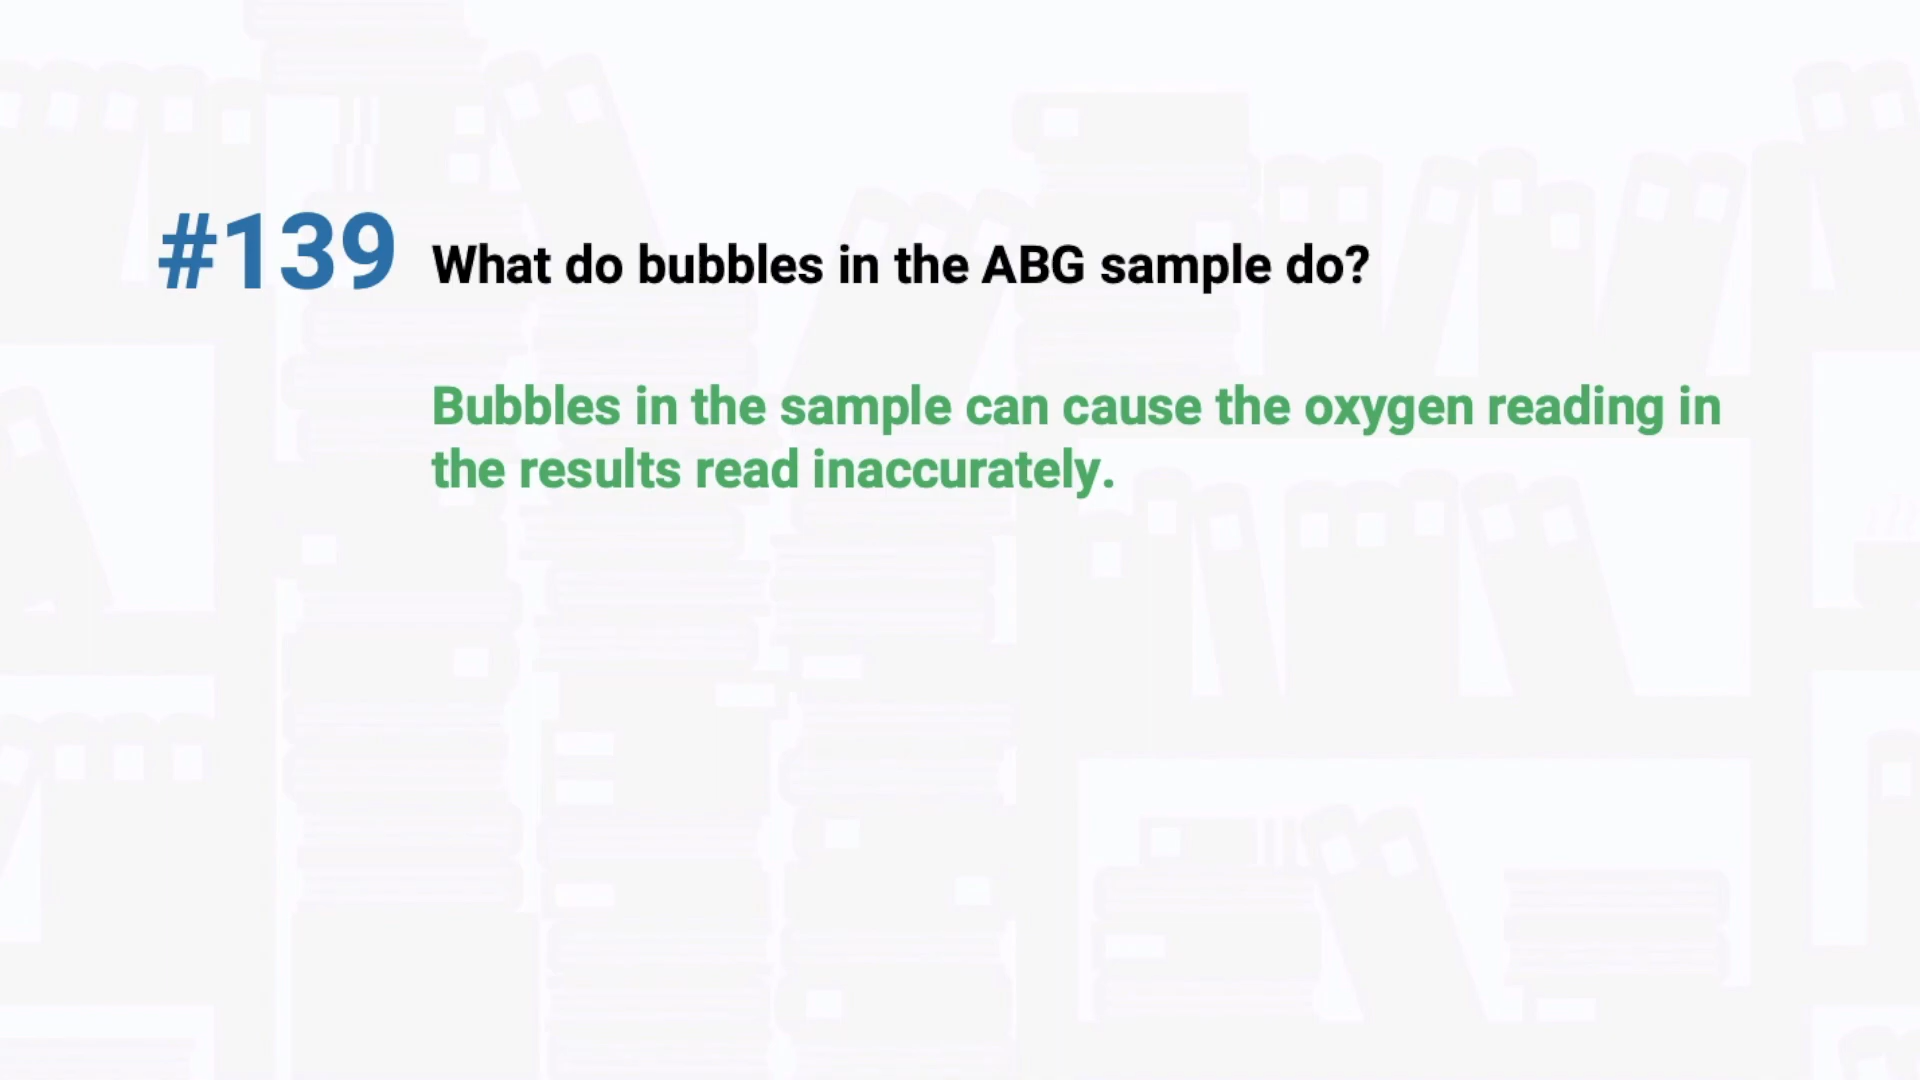 #139 What do bubbles in the ABG sample do?
Bubbles in the sample can cause the oxygen reading in
the results read inaccurately.